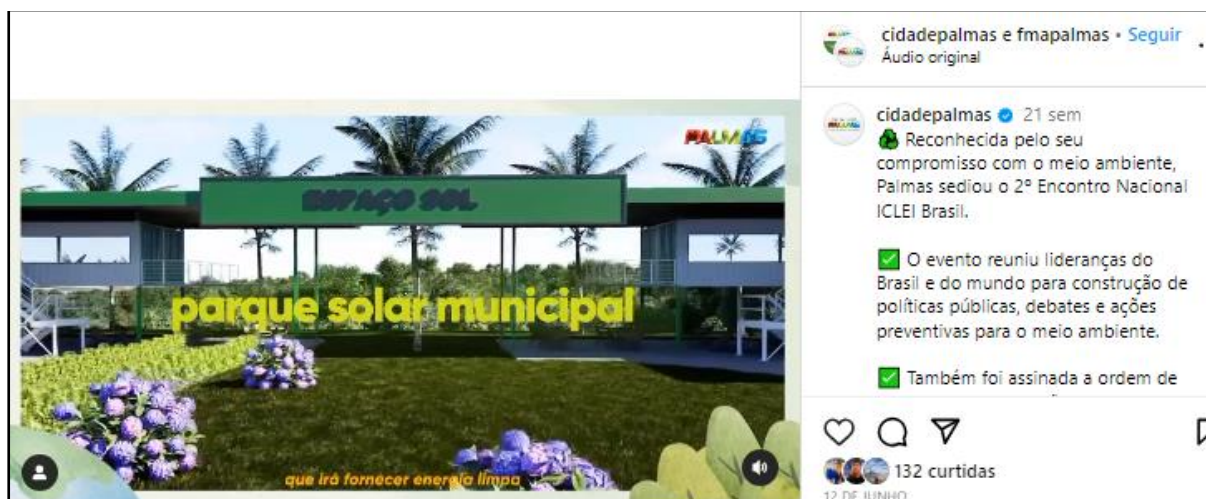 PALMAS
ESPAÇO SOL
parque solar municipal
que irá fornecer energia limpa
cidadepalmas e fmapalmas • Seguir
Áudio original
cidadepalmas 21 sem
Reconhecida pelo seu
compromisso com o meio ambiente,
Palmas sediou o 2º Encontro Nacional
ICLEI Brasil.
O evento reuniu lideranças do
Brasil e do mundo para construção de
políticas públicas, debates e ações
preventivas para o meio ambiente.
Também foi assinada a ordem de
132 curtidas
12 DE JUNHO